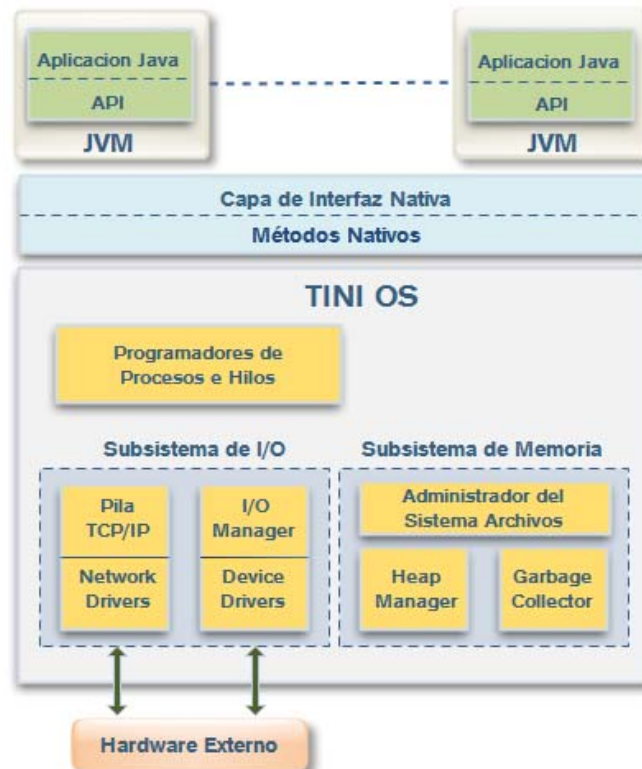 Aplicacion Java
API
JVM
Aplicacion Java
API
JVM
Capa de Interfaz Nativa
Métodos Nativos
TINI OS
Programadores de
Procesos e Hilos
Subsistema de I/O
Pila
TCP/IP
Network
Drivers
I/O
Manager
Device
Drivers
Subsistema de Memoria
Administrador del
Sistema Archivos
Heap
Manager
Garbage
Collector
Hardware Externo